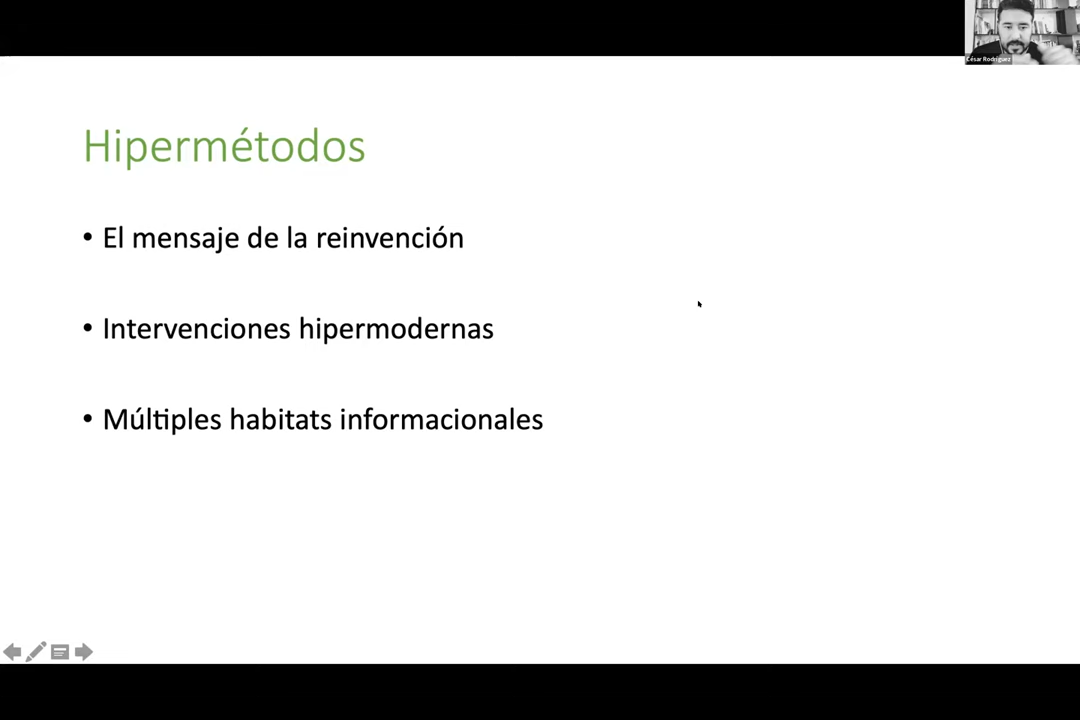 César Rodríguez
Hipermétodos
• El mensaje de la reinvención
• Intervenciones hipermodernas
• Múltiples habitats informacionales